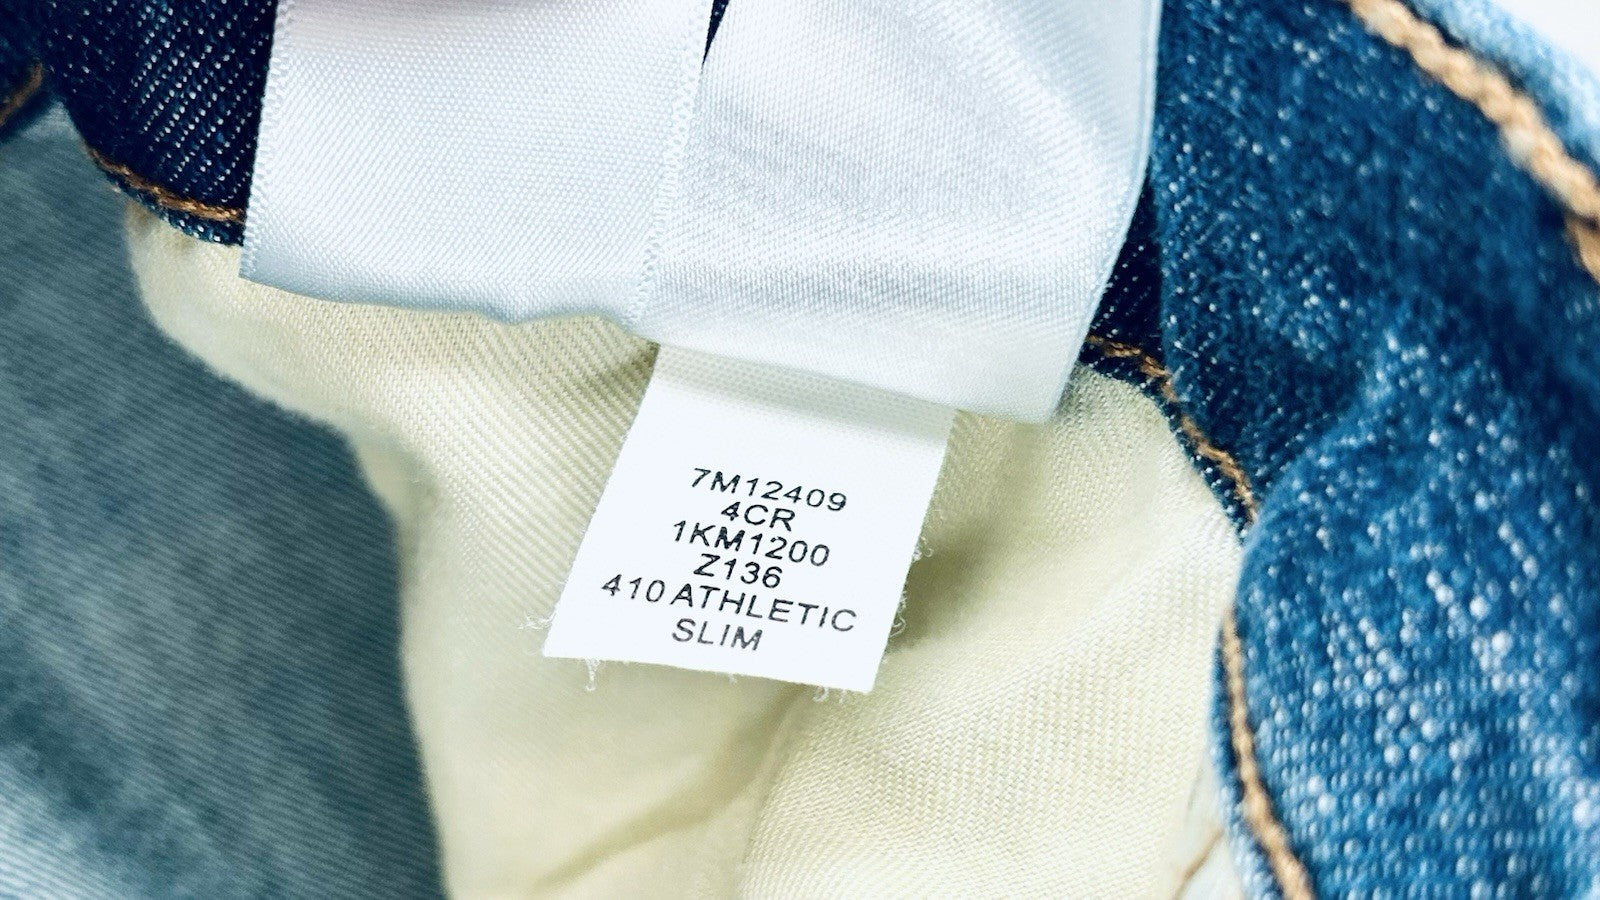 7M12409
4CR
1KM1200
Z136
410 ATHLETIC
SLIM